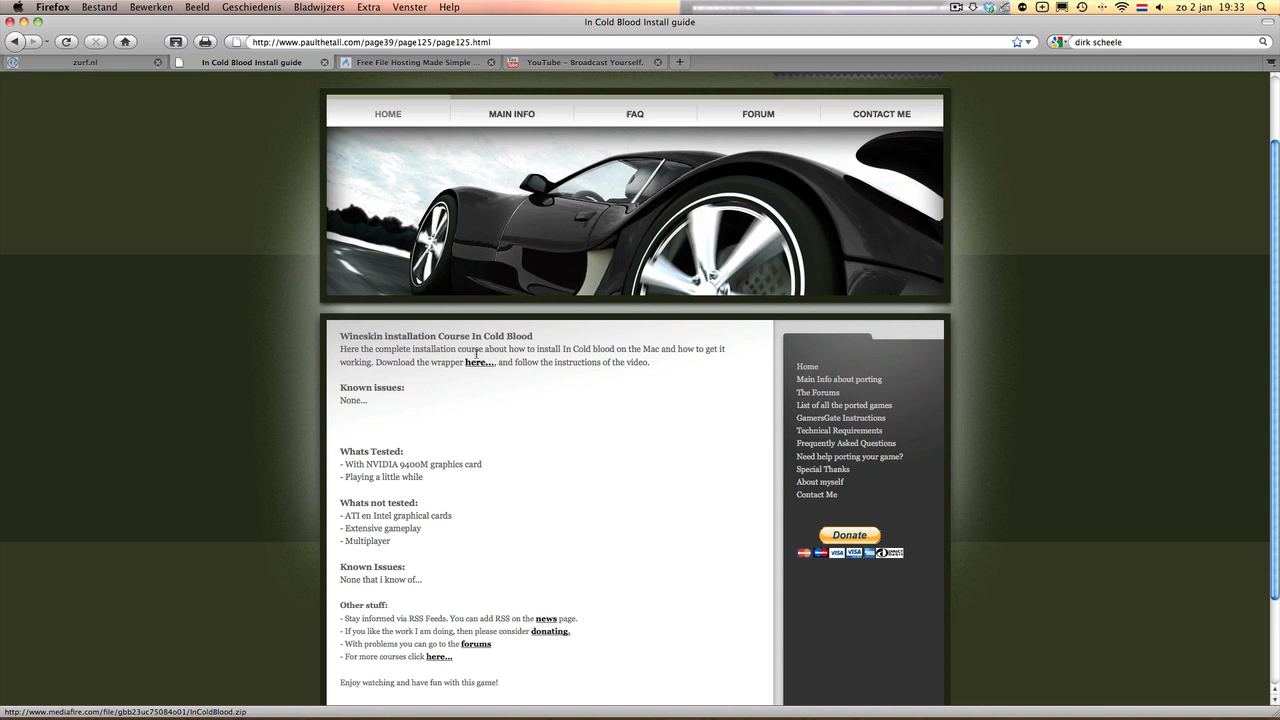 Firefox Bestand Bewerken Beeld Geschiedenis Bladwijzers Extra Venster Help zo 2 jan 19:33
In Cold Blood Install guide
http://www.paulthetall.com/page39/page125/page125.html dirk scheele
zurf.nl In Cold Blood Install guide Free File Hosting Made Simple ... YouTube - Broadcast Yourself.
HOME MAIN INFO FAQ FORUM CONTACT ME
Wineskin installation Course In Cold Blood
Here the complete installation course about how to install In Cold blood on the Mac and how to get it
working. Download the wrapper here..., and follow the instructions of the video.
Known issues:
None...
Whats Tested:
- With NVIDIA 9400M graphics card
- Playing a little while
Whats not tested:
- ATI en Intel graphical cards
- Extensive gameplay
- Multiplayer
Known Issues:
None that i know of...
Other stuff:
- Stay informed via RSS Feeds. You can add RSS on the news page.
- If you like the work I am doing, then please consider donating.
- With problems you can go to the forums
- For more courses click here...
Enjoy watching and have fun with this game!
Home
Main Info about porting
The Forums
List of all the ported games
GamersGate Instructions
Technical Requirements
Frequently Asked Questions
Need help porting your game?
Special Thanks
About myself
Contact Me
Donate
VISA VISA
http://www.mediafire.com/file/gbb23uc75084o01/InColdBlood.zip